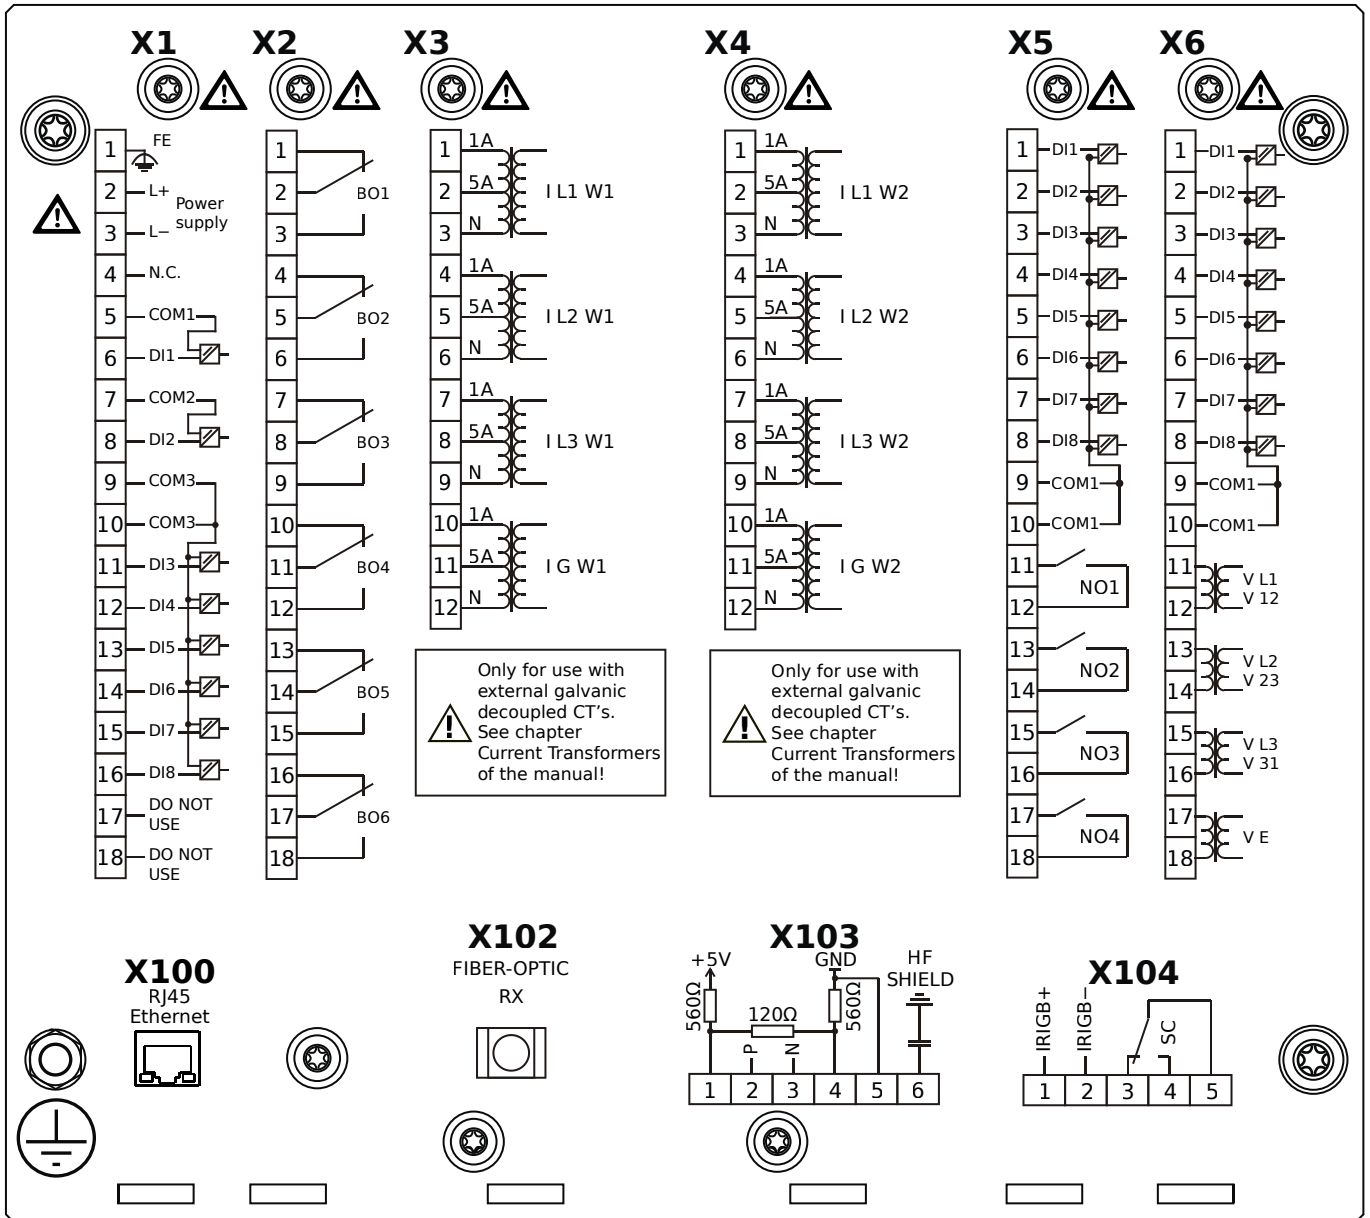 X1
X2
X3
X4
X5
X6
1
FE
2
L+
Power
supply
3
L−
4
N.C.
5
COM1
6
DI1
7
COM2
8
DI2
9
COM3
10
COM3
11
DI3
12
DI4
13
DI5
14
DI6
15
DI7
16
DI8
17
DO NOT
USE
18
DO NOT
USE
1
2
BO1
3
4
5
BO2
6
7
8
BO3
9
10
11
BO4
12
13
14
BO5
15
16
17
BO6
18
1
1A
2
5A
I L1 W1
3
N
4
1A
5
5A
I L2 W1
6
N
7
1A
8
5A
I L3 W1
9
N
10
1A
11
5A
I G W1
12
N
Only for use with
external galvanic
decoupled CT's.
See chapter
Current Transformers
of the manual!
1
1A
2
5A
I L1 W2
3
N
4
1A
5
5A
I L2 W2
6
N
7
1A
8
5A
I L3 W2
9
N
10
1A
11
5A
I G W2
12
N
Only for use with
external galvanic
decoupled CT's.
See chapter
Current Transformers
of the manual!
1
DI1
2
DI2
3
DI3
4
DI4
5
DI5
6
DI6
7
DI7
8
DI8
9
COM1
10
COM1
11
NO1
12
13
NO2
14
15
NO3
16
17
NO4
18
1
DI1
2
DI2
3
DI3
4
DI4
5
DI5
6
DI6
7
DI7
8
DI8
9
COM1
10
COM1
11
V L1
V 12
12
13
V L2
V 23
14
15
V L3
V 31
16
17
V E
18
X100
RJ45
Ethernet
X102
FIBER-OPTIC
RX
X103
+5V
GND
HF
SHIELD
560Ω
120Ω
560Ω
P
N
1 2 3 4 5 6
X104
IRIGB+
IRIGB−
SC
1 2 3 4 5